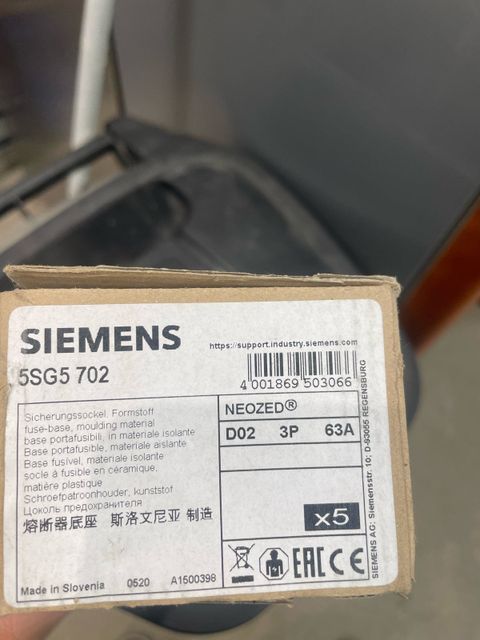 SIEMENS
https://support.industry.siemens.com
5SG5 702
4 001869 503066
Sicherungssockel, Formstoff
fuse-base, moulding material
base portafusibili, in materiale isolante
Base portafusible, materiale aislante
Base fusível, materiale isolante
socle à fusible en céramique,
matière plastique
Schroefpatroonhouder, kunststof
Цоколь предохранителя
熔断器底座 斯洛文尼亚 制造
NEOZED®
D02 3P 63A
x5
EAC CE
Made in Slovenia 0520 A1500398
SIEMENS AG; Siemensstr. 10; D-93055 REGENSBURG